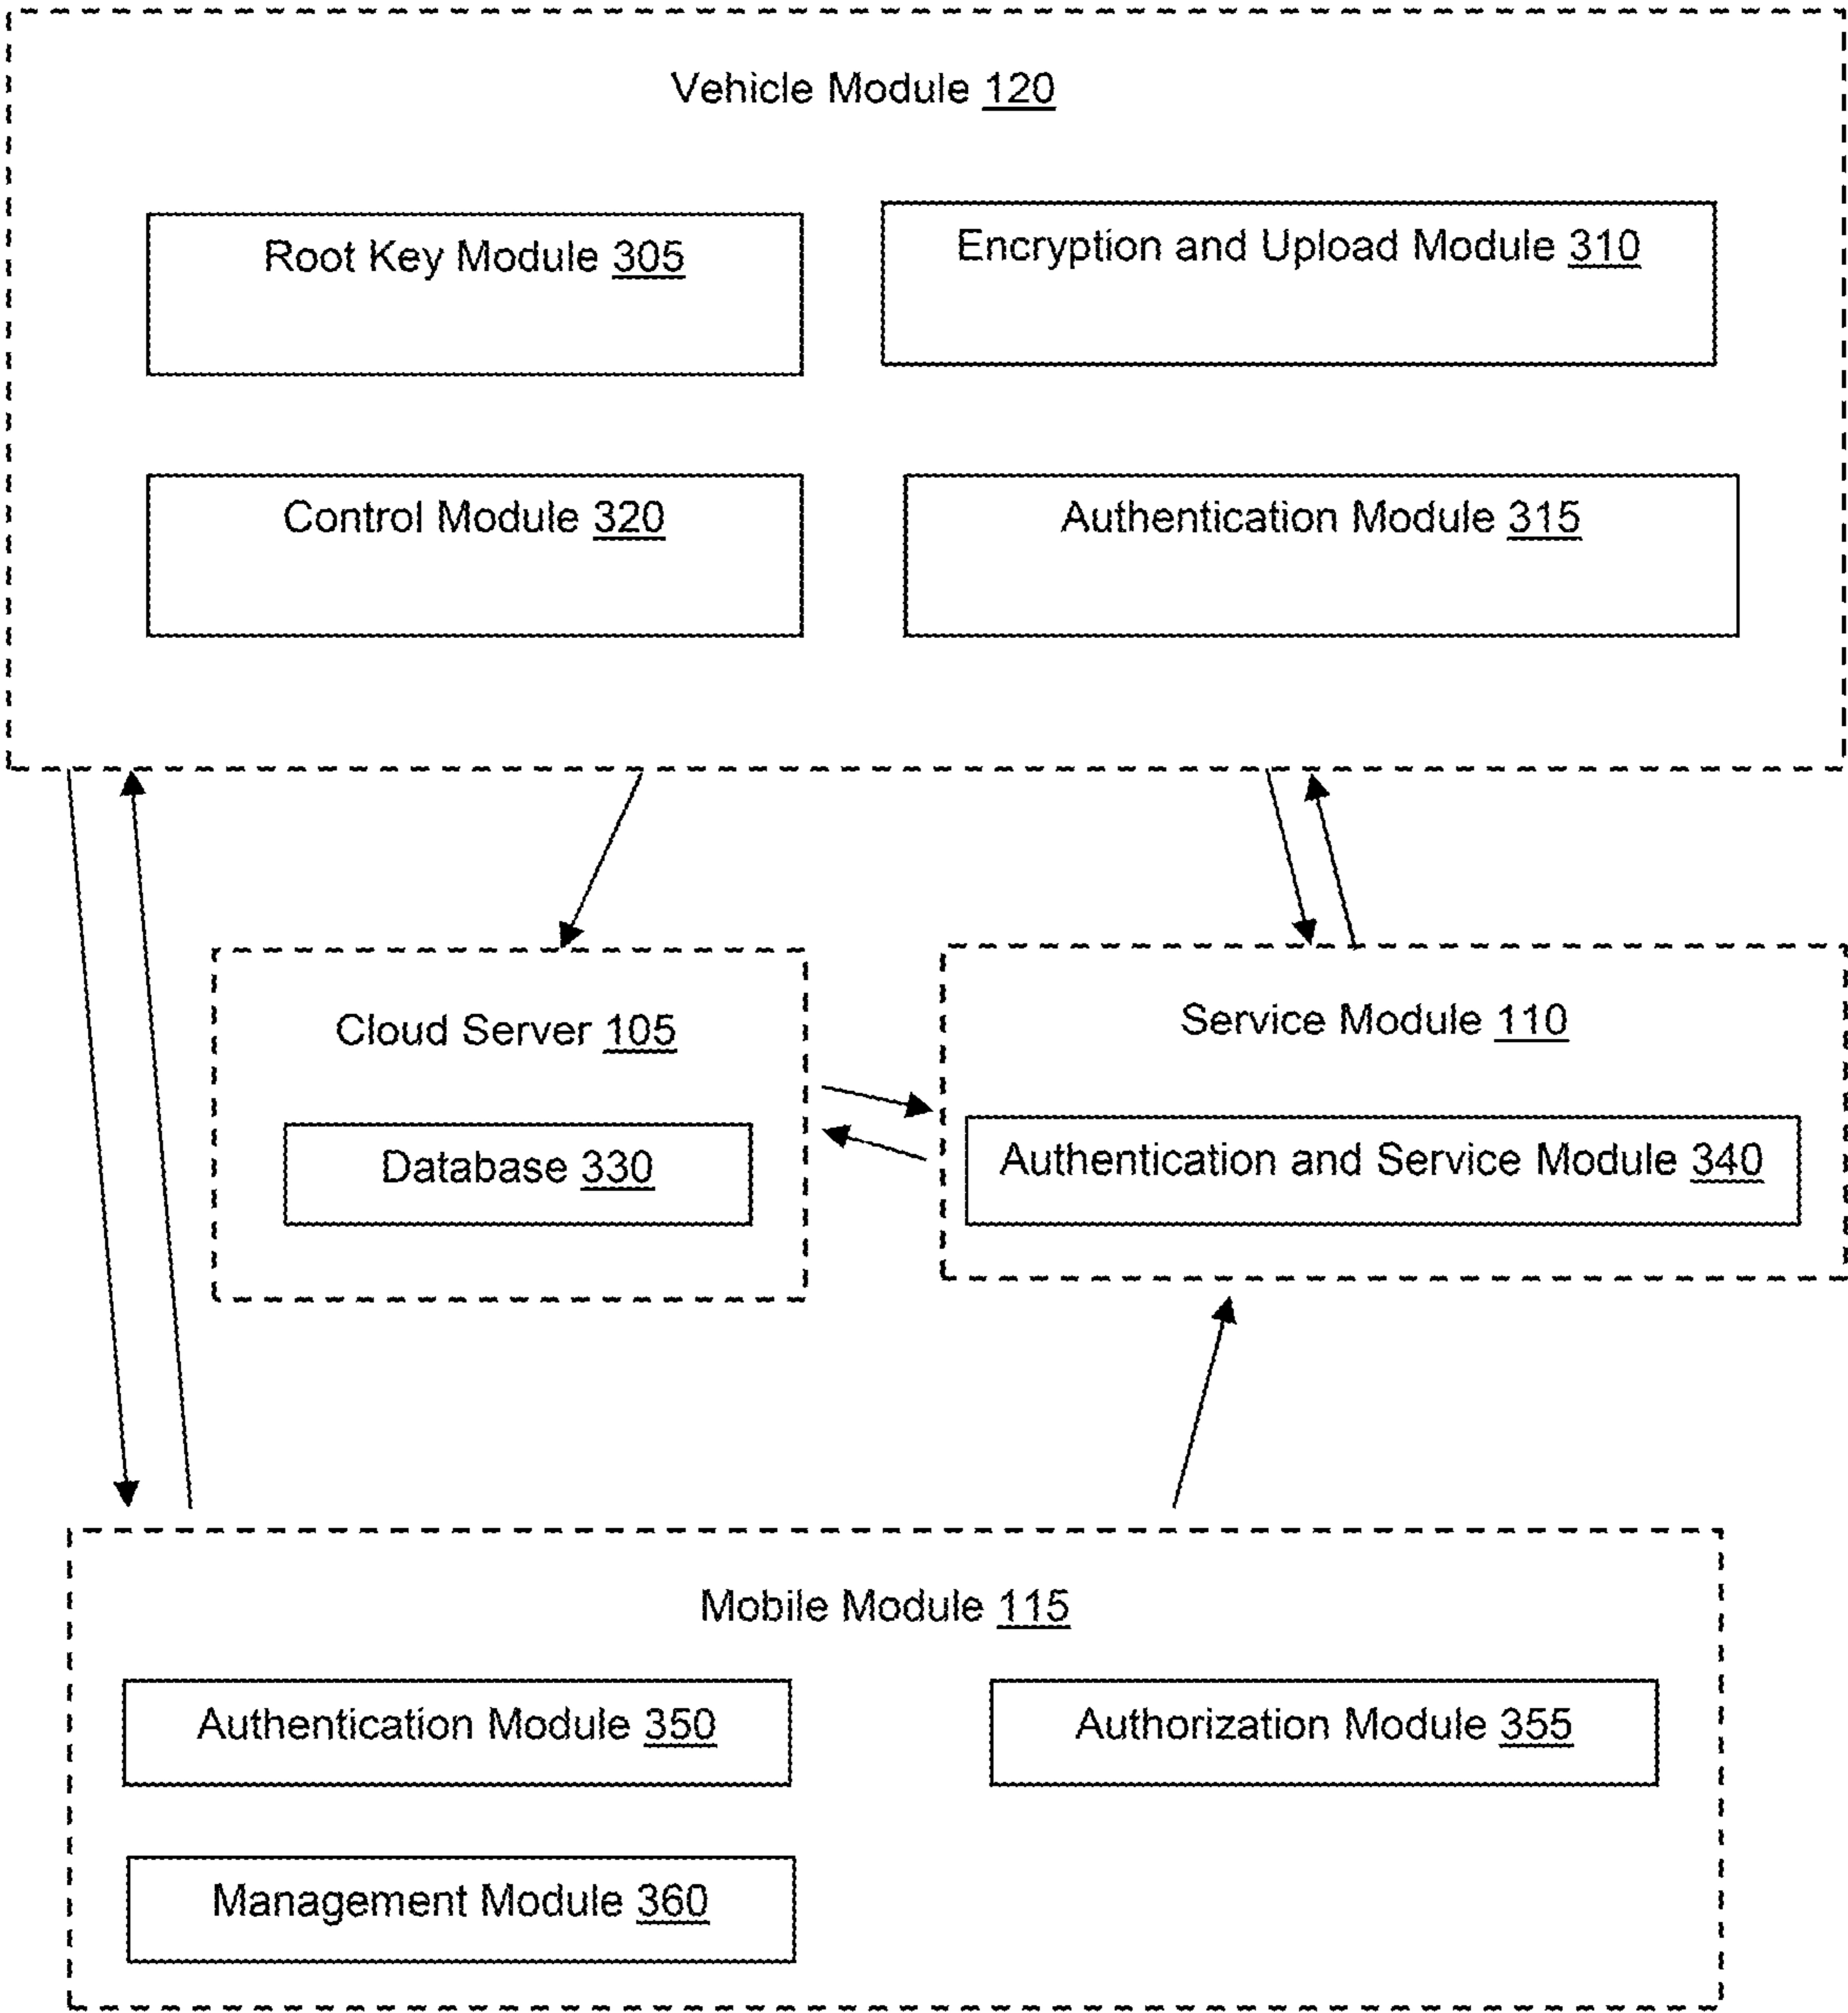 Vehicle Module 120
Root Key Module 305
Encryption and Upload Module 310
Control Module 320
Authentication Module 315
Cloud Server 105
Service Module 110
Database 330
Authentication and Service Module 340
Mobile Module 115
Authentication Module 350
Authorization Module 355
Management Module 360